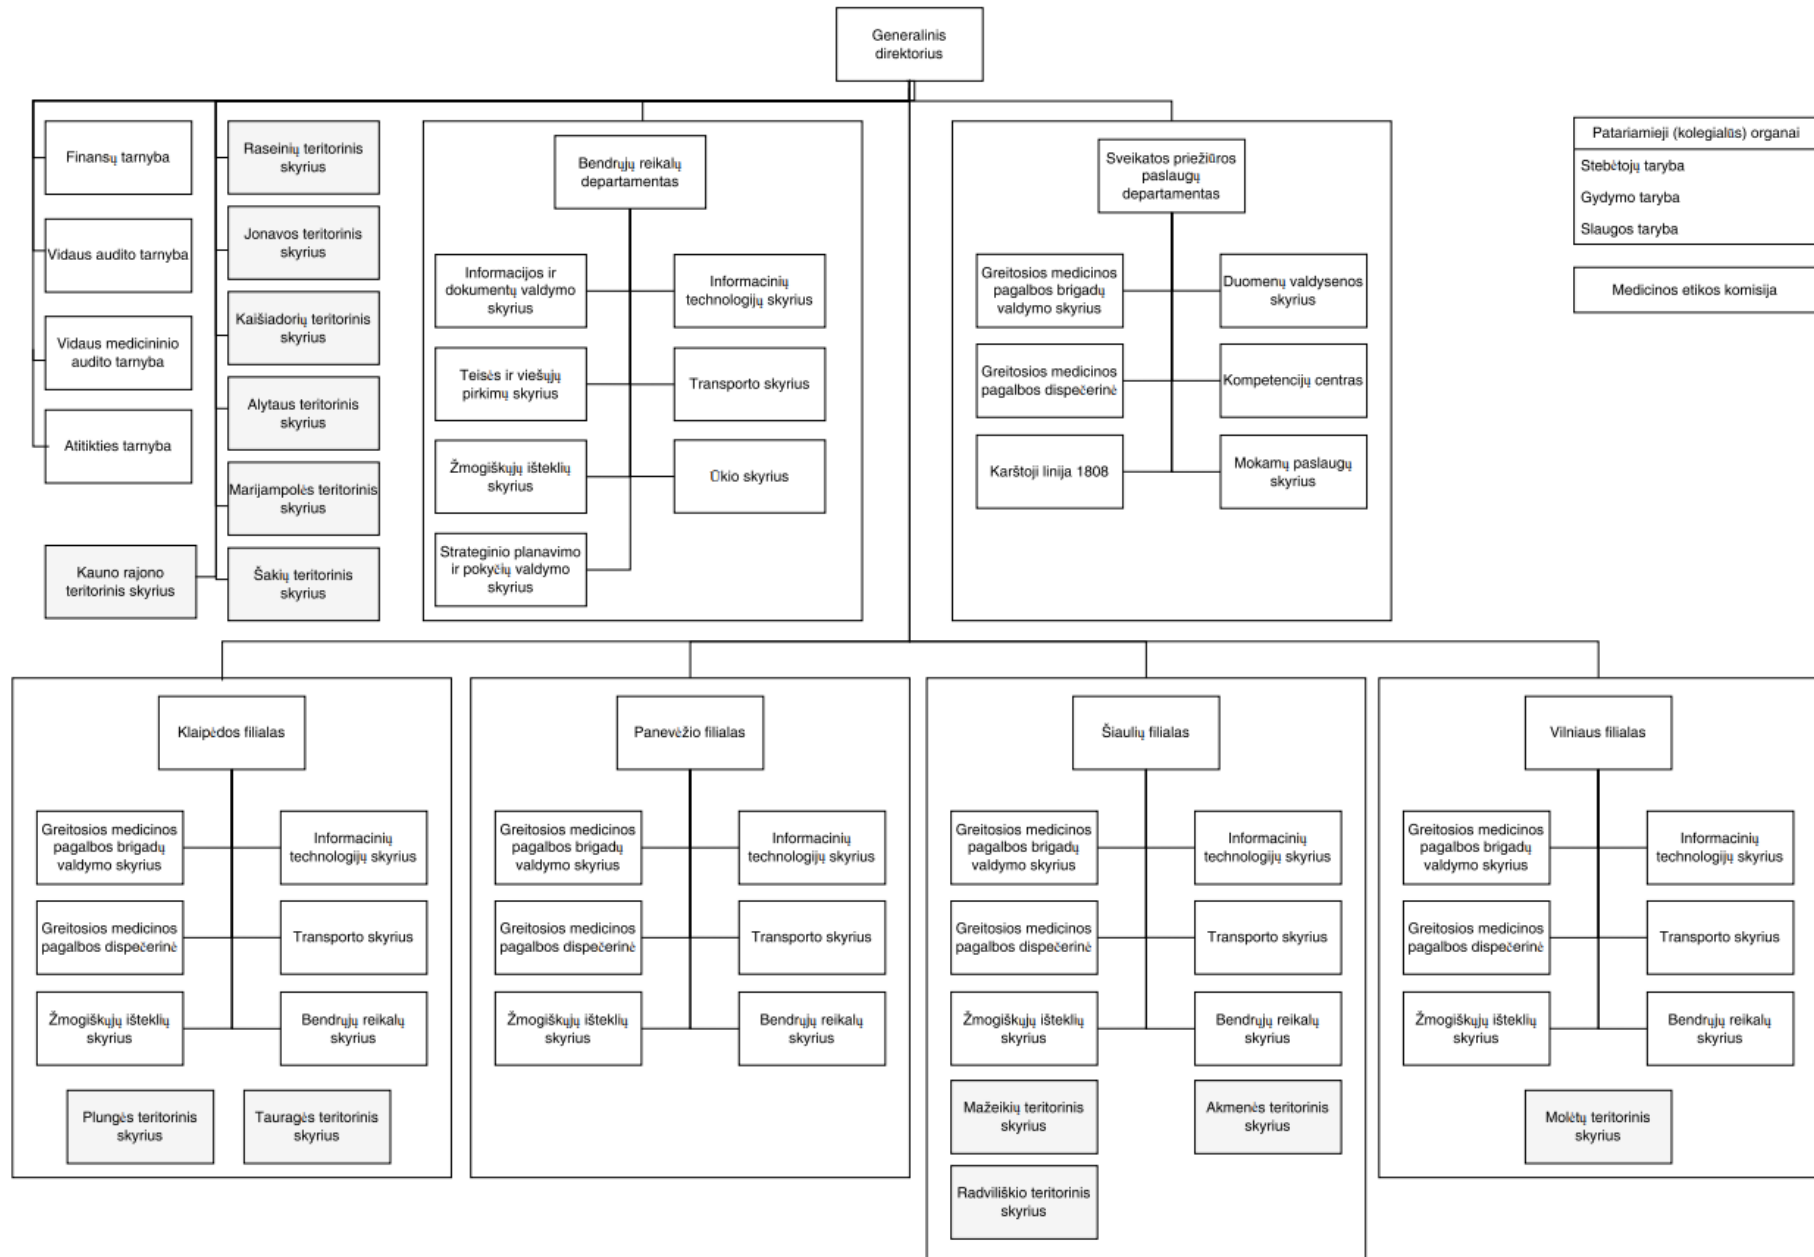 Generalinis
direktorius
Finansų tarnyba
Vidaus audito tarnyba
Vidaus medicininio
audito tarnyba
Atitikties tarnyba
Kauno rajono
teritorinis skyrius
Raseinių teritorinis
skyrius
Jonavos teritorinis
skyrius
Kaišiadorių teritorinis
skyrius
Alytaus teritorinis
skyrius
Marijampolės teritorinis
skyrius
Šakių teritorinis
skyrius
Bendrųjų reikalų
departamentas
Informacijos ir
dokumentų valdymo
skyrius
Informacinių
technologijų skyrius
Teisės ir viešųjų
pirkimų skyrius
Transporto skyrius
Žmogiškųjų išteklių
skyrius
Ūkio skyrius
Strateginio planavimo
ir pokyčių valdymo
skyrius
Sveikatos priežiūros
paslaugų
departamentas
Greitosios medicinos
pagalbos brigadų
valdymo skyrius
Duomenų valdysenos
skyrius
Greitosios medicinos
pagalbos dispečerinė
Kompetencijų centras
Karštoji linija 1808
Mokamų paslaugų
skyrius
Patariamieji (kolegialūs) organai
Stebėtojų taryba
Gydymo taryba
Slaugos taryba
Medicinos etikos komisija
Klaipėdos filialas
Greitosios medicinos
pagalbos brigadų
valdymo skyrius
Informacinių
technologijų skyrius
Greitosios medicinos
pagalbos dispečerinė
Transporto skyrius
Žmogiškųjų išteklių
skyrius
Bendrųjų reikalų
skyrius
Plungės teritorinis
skyrius
Tauragės teritorinis
skyrius
Panevėžio filialas
Greitosios medicinos
pagalbos brigadų
valdymo skyrius
Informacinių
technologijų skyrius
Greitosios medicinos
pagalbos dispečerinė
Transporto skyrius
Žmogiškųjų išteklių
skyrius
Bendrųjų reikalų
skyrius
Šiaulių filialas
Greitosios medicinos
pagalbos brigadų
valdymo skyrius
Informacinių
technologijų skyrius
Greitosios medicinos
pagalbos dispečerinė
Transporto skyrius
Žmogiškųjų išteklių
skyrius
Bendrųjų reikalų
skyrius
Mažeikių teritorinis
skyrius
Akmenės teritorinis
skyrius
Radviliškio teritorinis
skyrius
Vilniaus filialas
Greitosios medicinos
pagalbos brigadų
valdymo skyrius
Informacinių
technologijų skyrius
Greitosios medicinos
pagalbos dispečerinė
Transporto skyrius
Žmogiškųjų išteklių
skyrius
Bendrųjų reikalų
skyrius
Molėtų teritorinis
skyrius